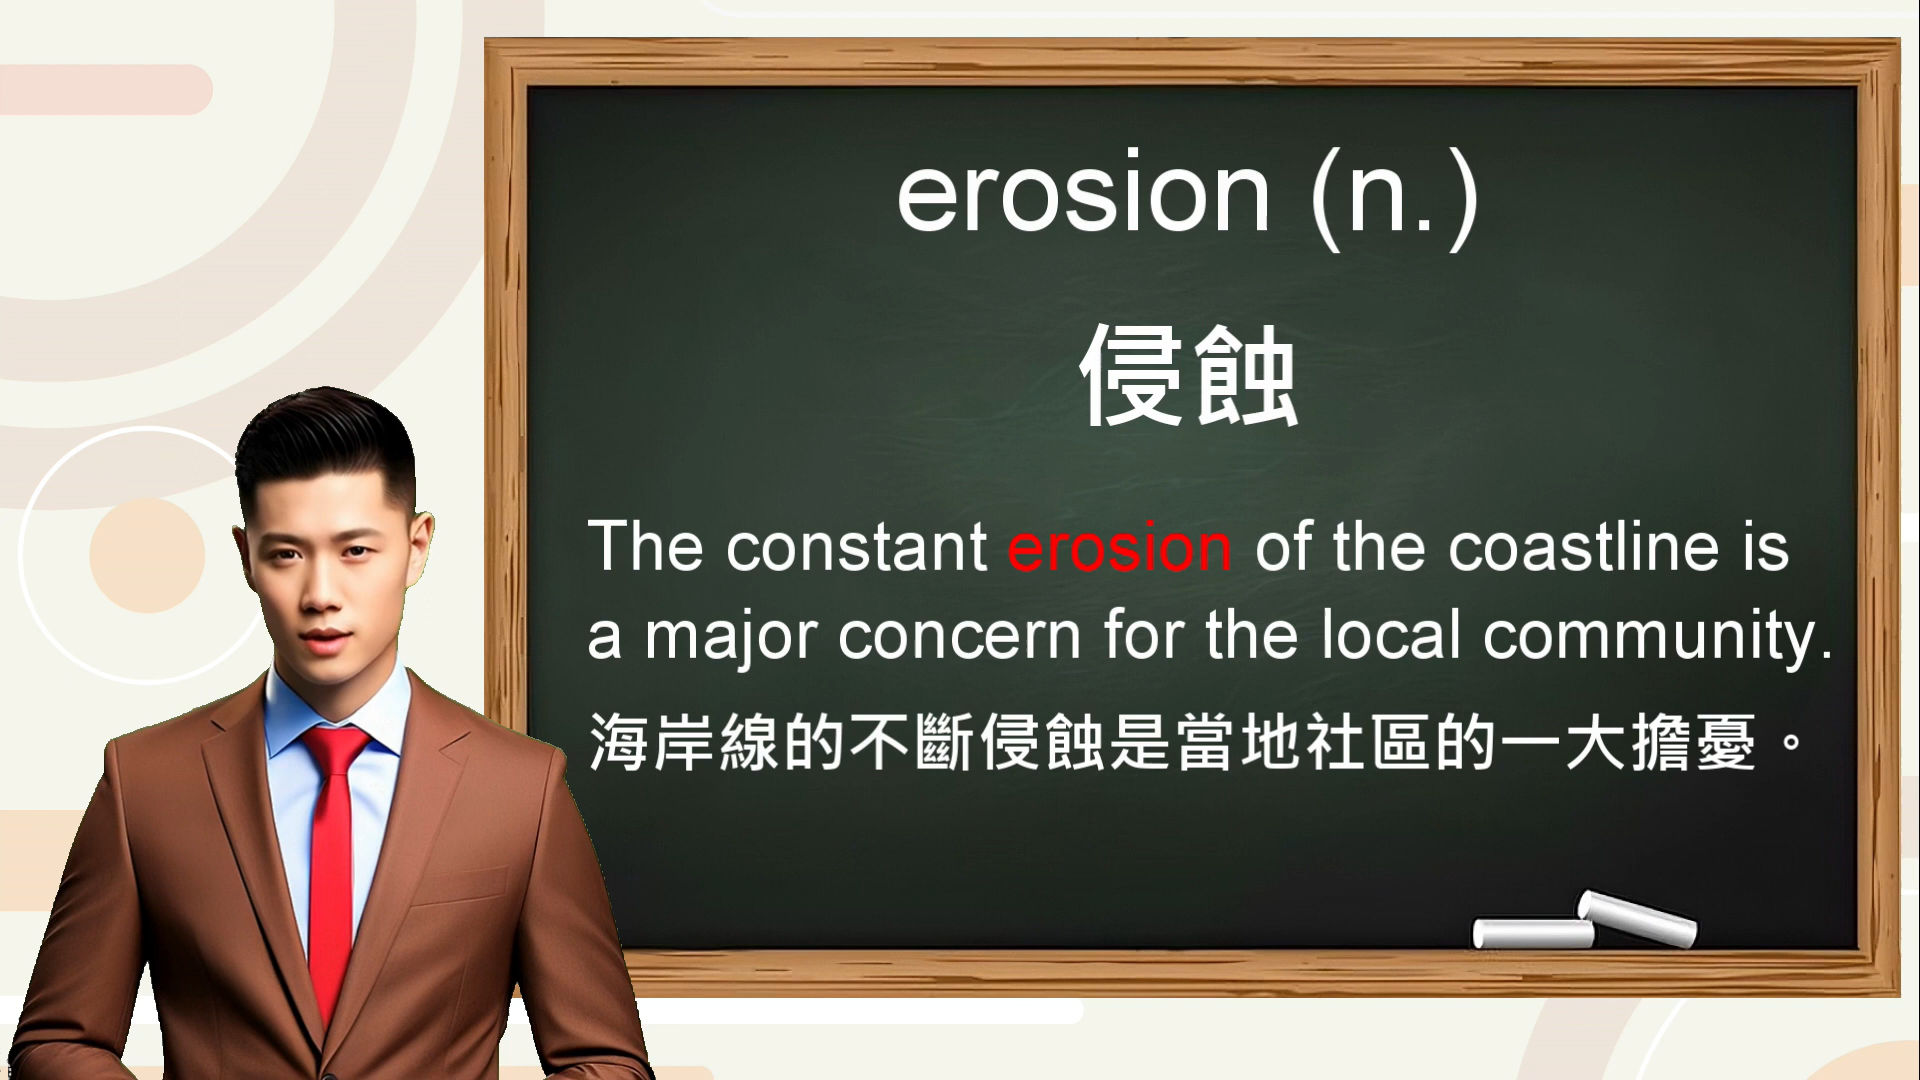 erosion (n.)
侵蝕
The constant erosion of the coastline is
a major concern for the local community.
海岸線的不斷侵蝕是當地社區的一大擔憂。